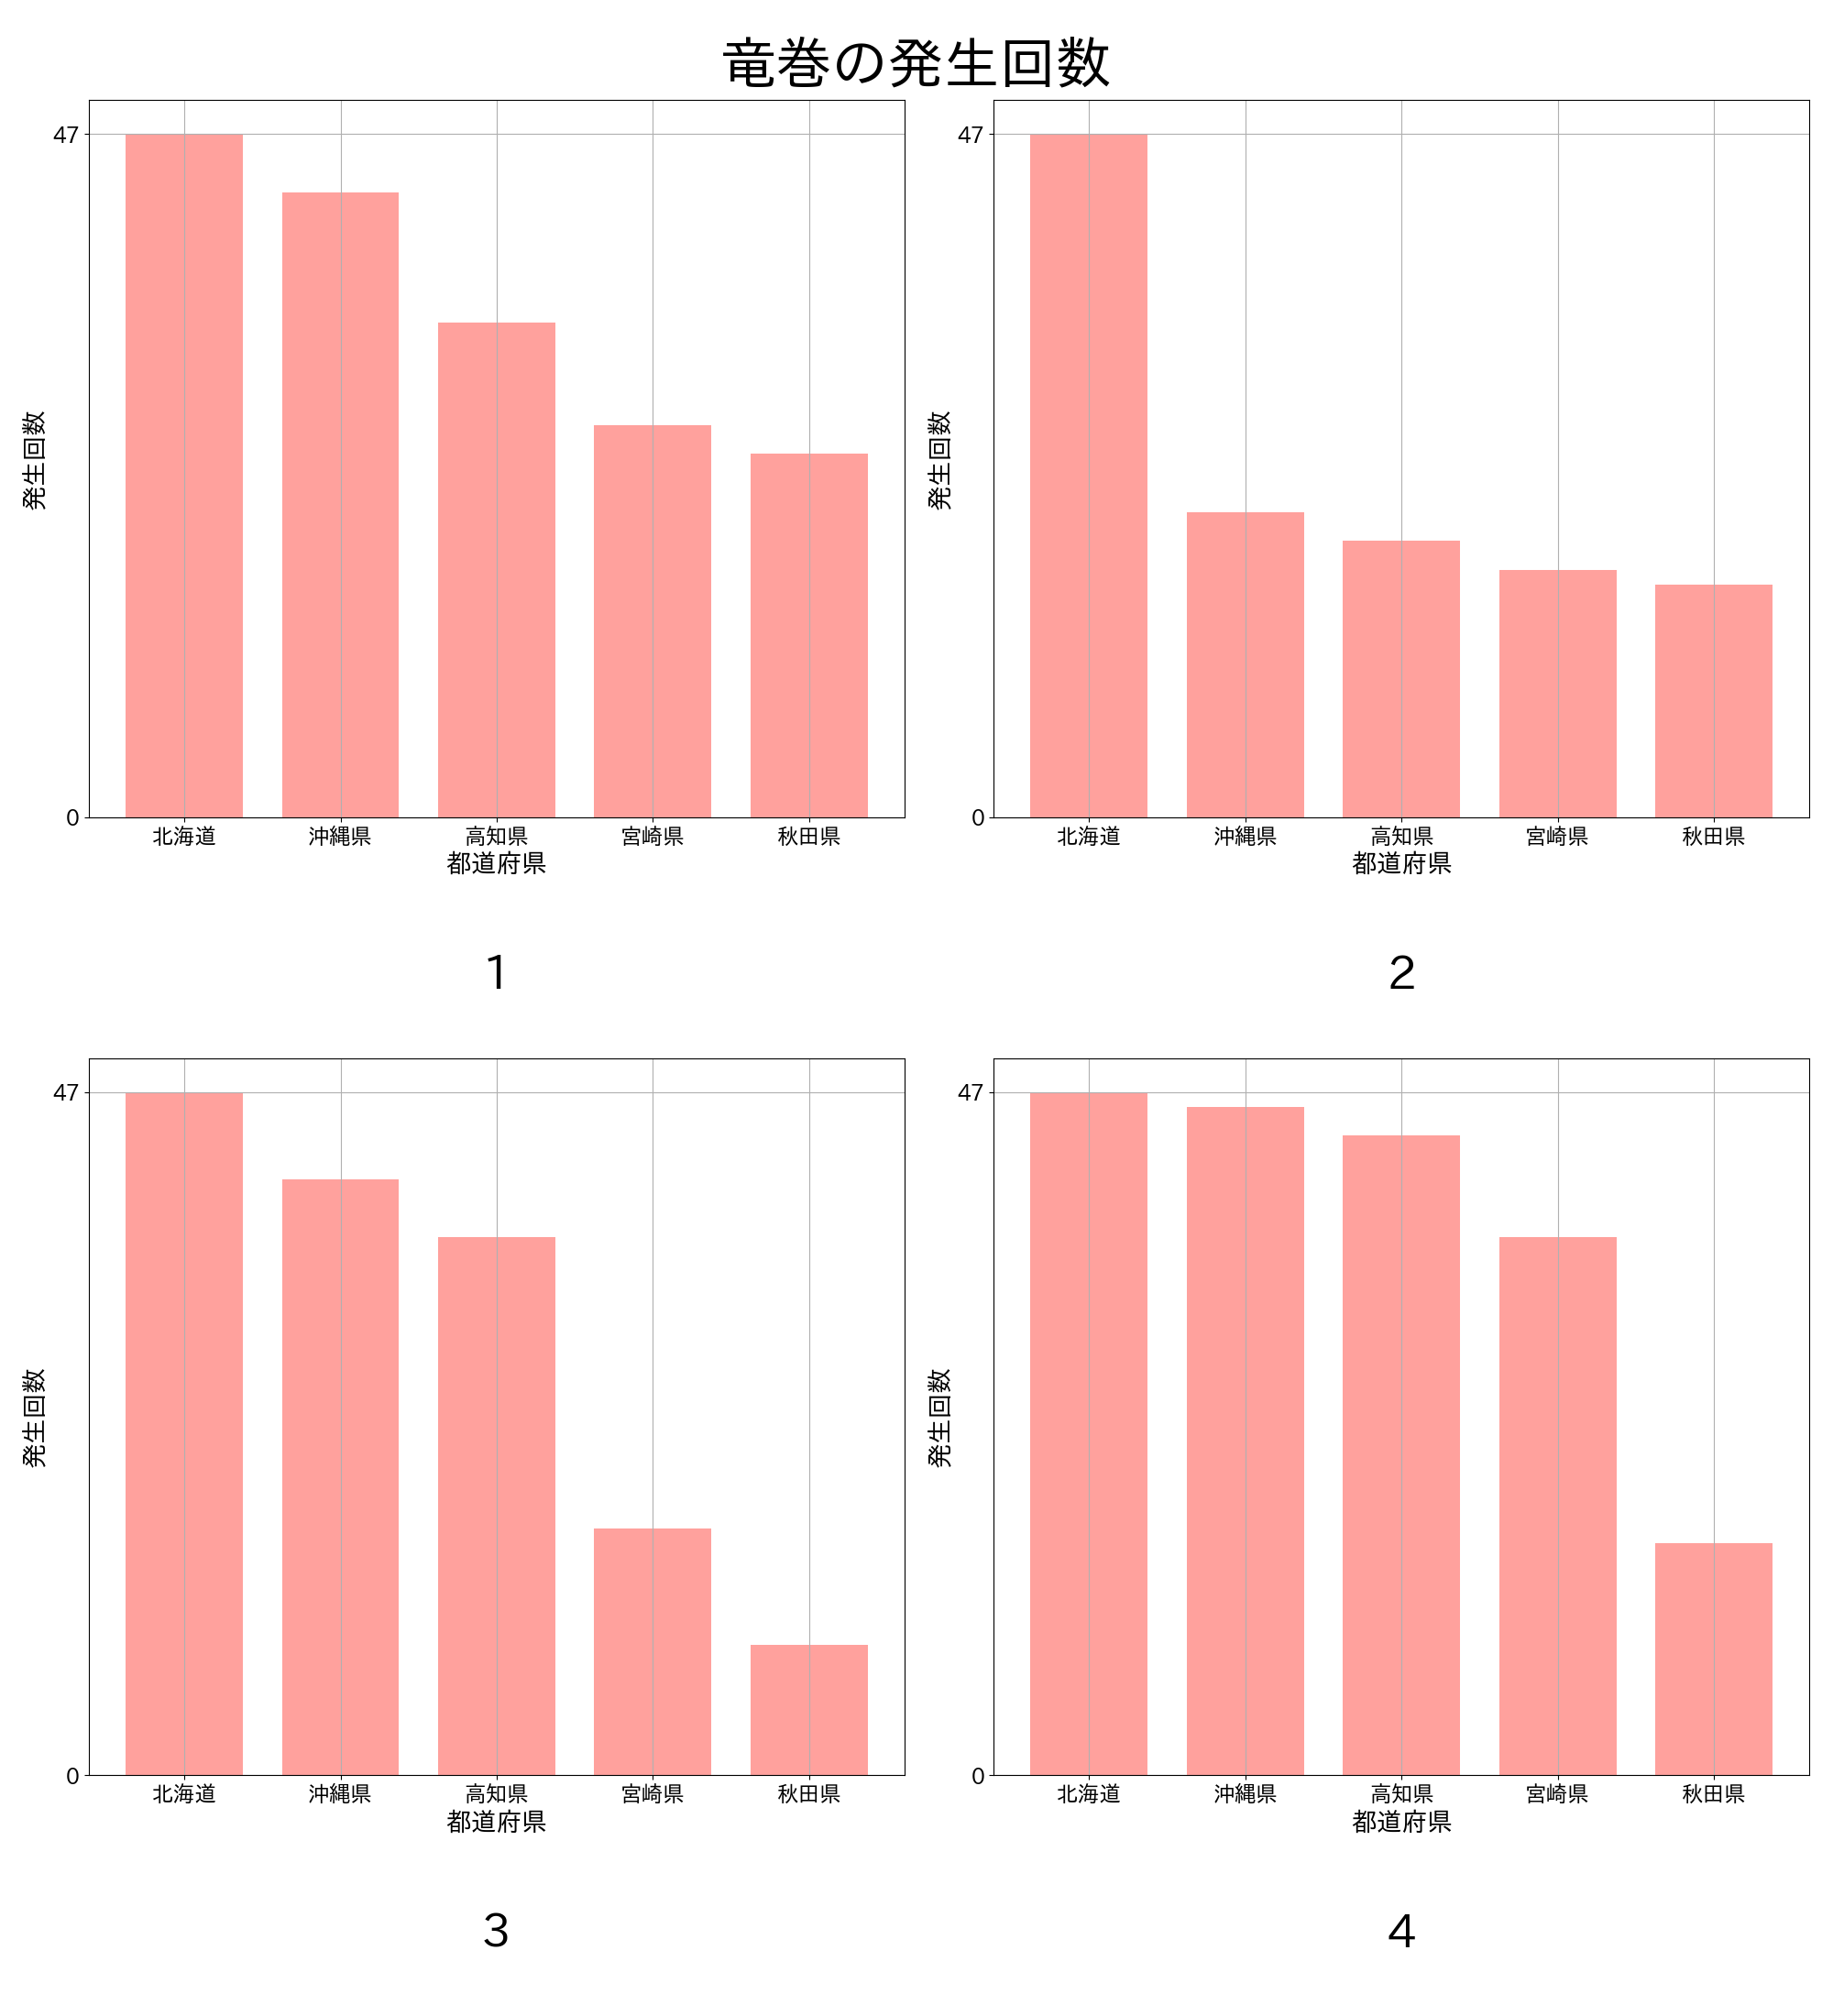 竜巻の発生回数
47
発生回数
0
北海道 沖縄県 高知県 宮崎県 秋田県
都道府県
1
47
発生回数
0
北海道 沖縄県 高知県 宮崎県 秋田県
都道府県
2
47
発生回数
0
北海道 沖縄県 高知県 宮崎県 秋田県
都道府県
3
47
発生回数
0
北海道 沖縄県 高知県 宮崎県 秋田県
都道府県
4